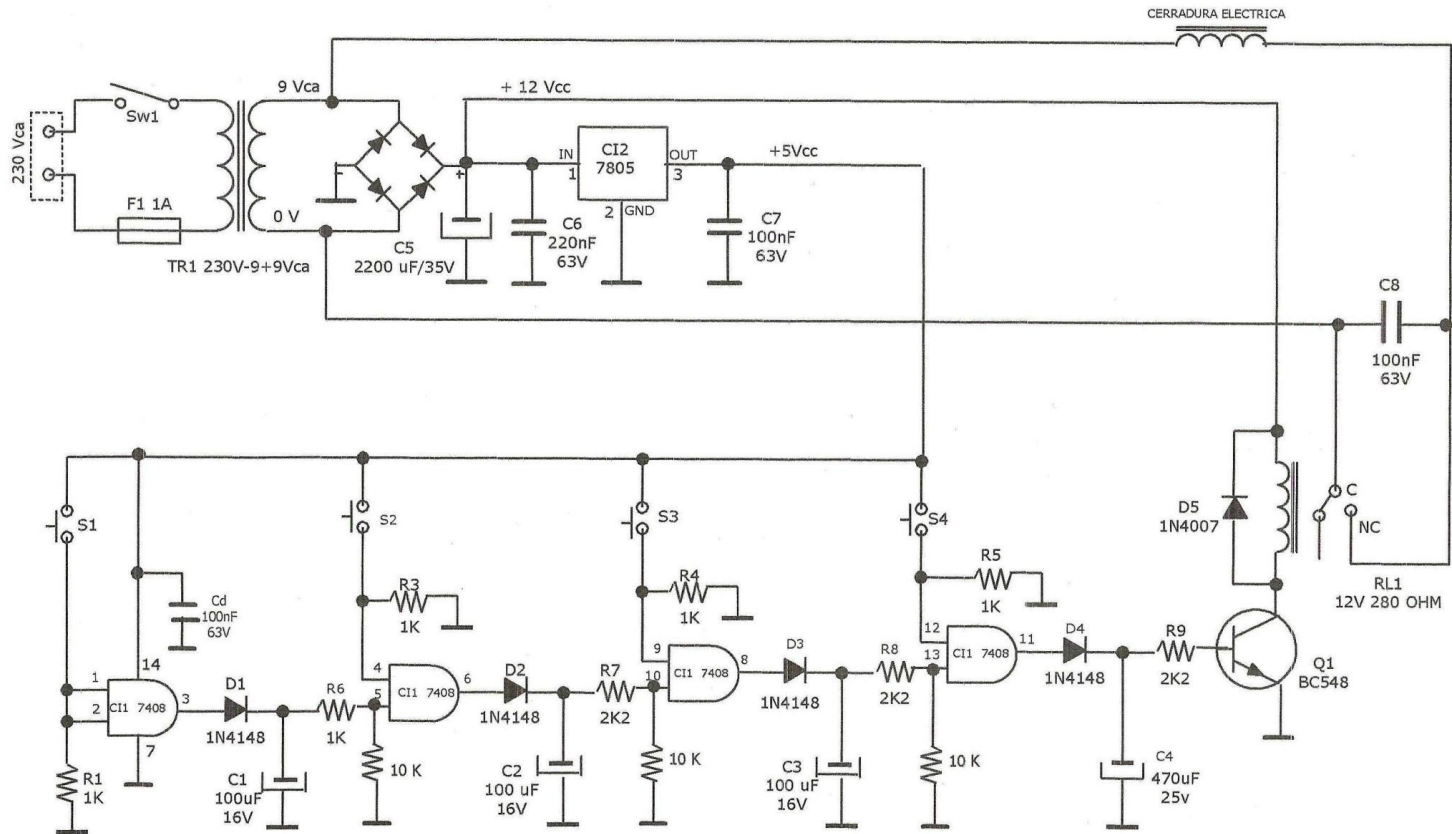 CERRADURA ELECTRICA
9 Vca
+ 12 Vcc
Sw1
230 Vca
F1 1A
0 V
TR1 230V-9+9Vca
-
+
C5
2200 uF/35V
IN
1
CI2
7805
OUT
3
2
GND
+5Vcc
C6
220nF
63V
C7
100nF
63V
C8
100nF
63V
S1
S2
S3
S4
Cd
100nF
63V
R3
1K
R4
1K
R5
1K
D5
1N4007
C
NC
RL1
12V 280 OHM
14
1
2
CI1 7408
3
7
R1
1K
D1
1N4148
C1
100uF
16V
R6
1K
4
5
CI1 7408
6
10 K
D2
1N4148
C2
100 uF
16V
R7
2K2
9
10
CI1 7408
8
10 K
D3
1N4148
C3
100 uF
16V
R8
2K2
12
13
CI1 7408
11
10 K
D4
1N4148
C4
470uF
25v
R9
2K2
Q1
BC548